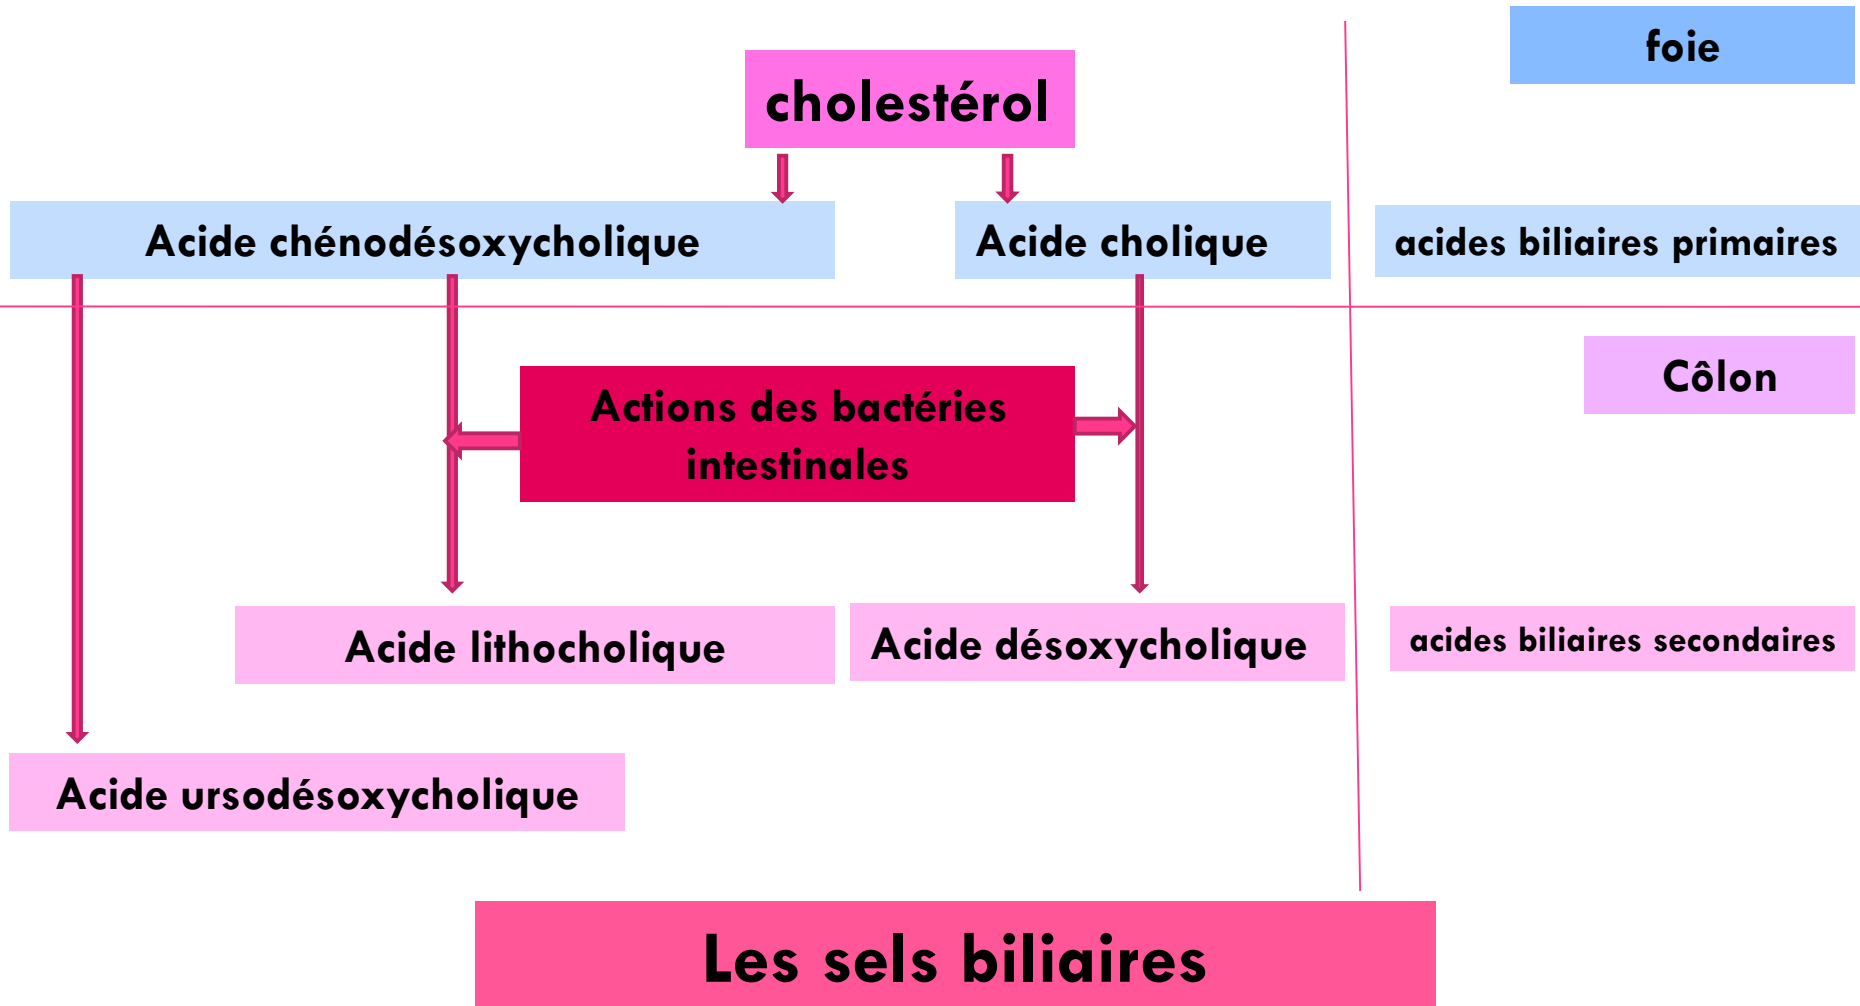 foie
cholestérol
Acide chénodésoxycholique
Acide cholique
acides biliaires primaires
Côlon
Actions des bactéries
intestinales
Acide lithocholique
Acide désoxycholique
acides biliaires secondaires
Acide ursodésoxycholique
Les sels biliaires